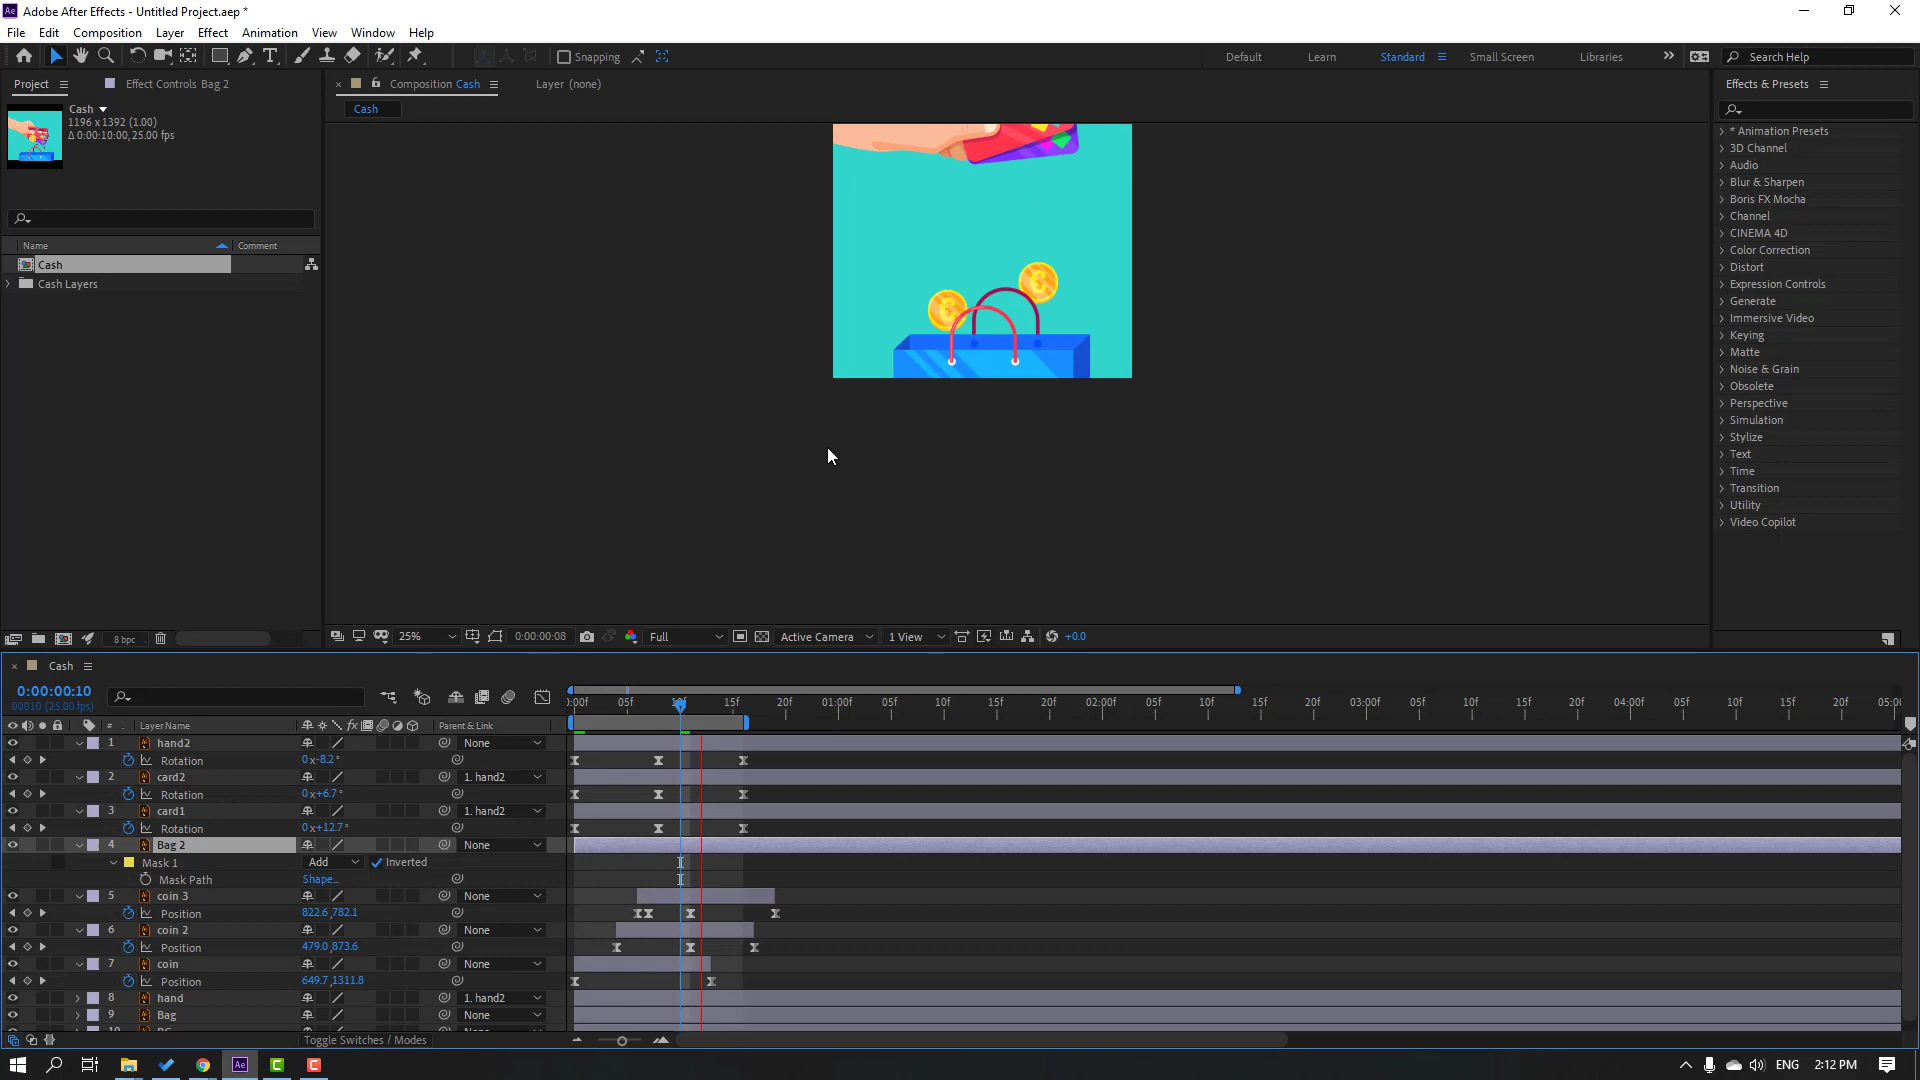 Adobe After Effects - Untitled Project.aep *
File Edit Composition Layer Effect Animation View Window Help
Snapping Default Learn Standard Small Screen Libraries Search Help
Project Effect Controls Bag 2 Composition Cash Layer (none) Effects & Presets
Cash
1196 x 1392 (1.00)
Δ 0:00:10:00, 25.00 fps
Cash
Name Comment
Cash
Cash Layers
* Animation Presets
3D Channel
Audio
Blur & Sharpen
Boris FX Mocha
Channel
CINEMA 4D
Color Correction
Distort
Expression Controls
Generate
Immersive Video
Keying
Matte
Noise & Grain
Obsolete
Perspective
Simulation
Stylize
Text
Time
Transition
Utility
Video Copilot
8 bpc 25% 0:00:00:08 Full Active Camera 1 View +0.0
Cash
0:00:00:10
00010 (25.00 fps)
:00f 05f 15f 20f 01:00f 05f 10f 15f 20f 02:00f 05f 10f 15f 20f 03:00f 05f 10f 15f 20f 04:00f 05f 10f 15f 20f 05:00
# Layer Name Parent & Link
1 hand2 None
Rotation 0x-8.2°
2 card2 1. hand2
Rotation 0x+6.7°
3 card1 1. hand2
Rotation 0x+12.7°
4 Bag 2 None
Mask 1 Add Inverted
Mask Path Shape...
5 coin 3 None
Position 822.6,782.1
6 coin 2 None
Position 479.0,873.6
7 coin None
Position 649.7,1311.8
8 hand 1. hand2
9 Bag None
Toggle Switches / Modes
ENG 2:12 PM